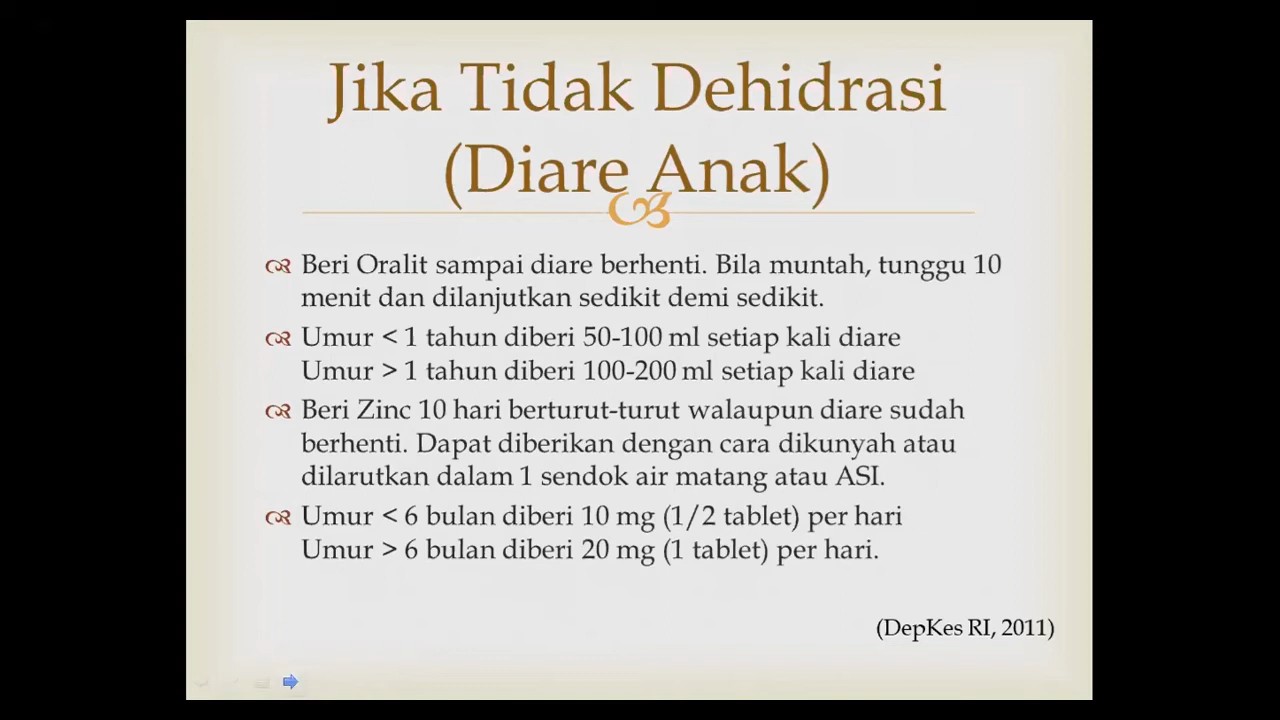 Jika Tidak Dehidrasi
(Diare Anak)
Beri Oralit sampai diare berhenti. Bila muntah, tunggu 10
menit dan dilanjutkan sedikit demi sedikit.
Umur < 1 tahun diberi 50-100 ml setiap kali diare
Umur > 1 tahun diberi 100-200 ml setiap kali diare
Beri Zinc 10 hari berturut-turut walaupun diare sudah
berhenti. Dapat diberikan dengan cara dikunyah atau
dilarutkan dalam 1 sendok air matang atau ASI.
Umur < 6 bulan diberi 10 mg (1/2 tablet) per hari
Umur > 6 bulan diberi 20 mg (1 tablet) per hari.
(DepKes RI, 2011)